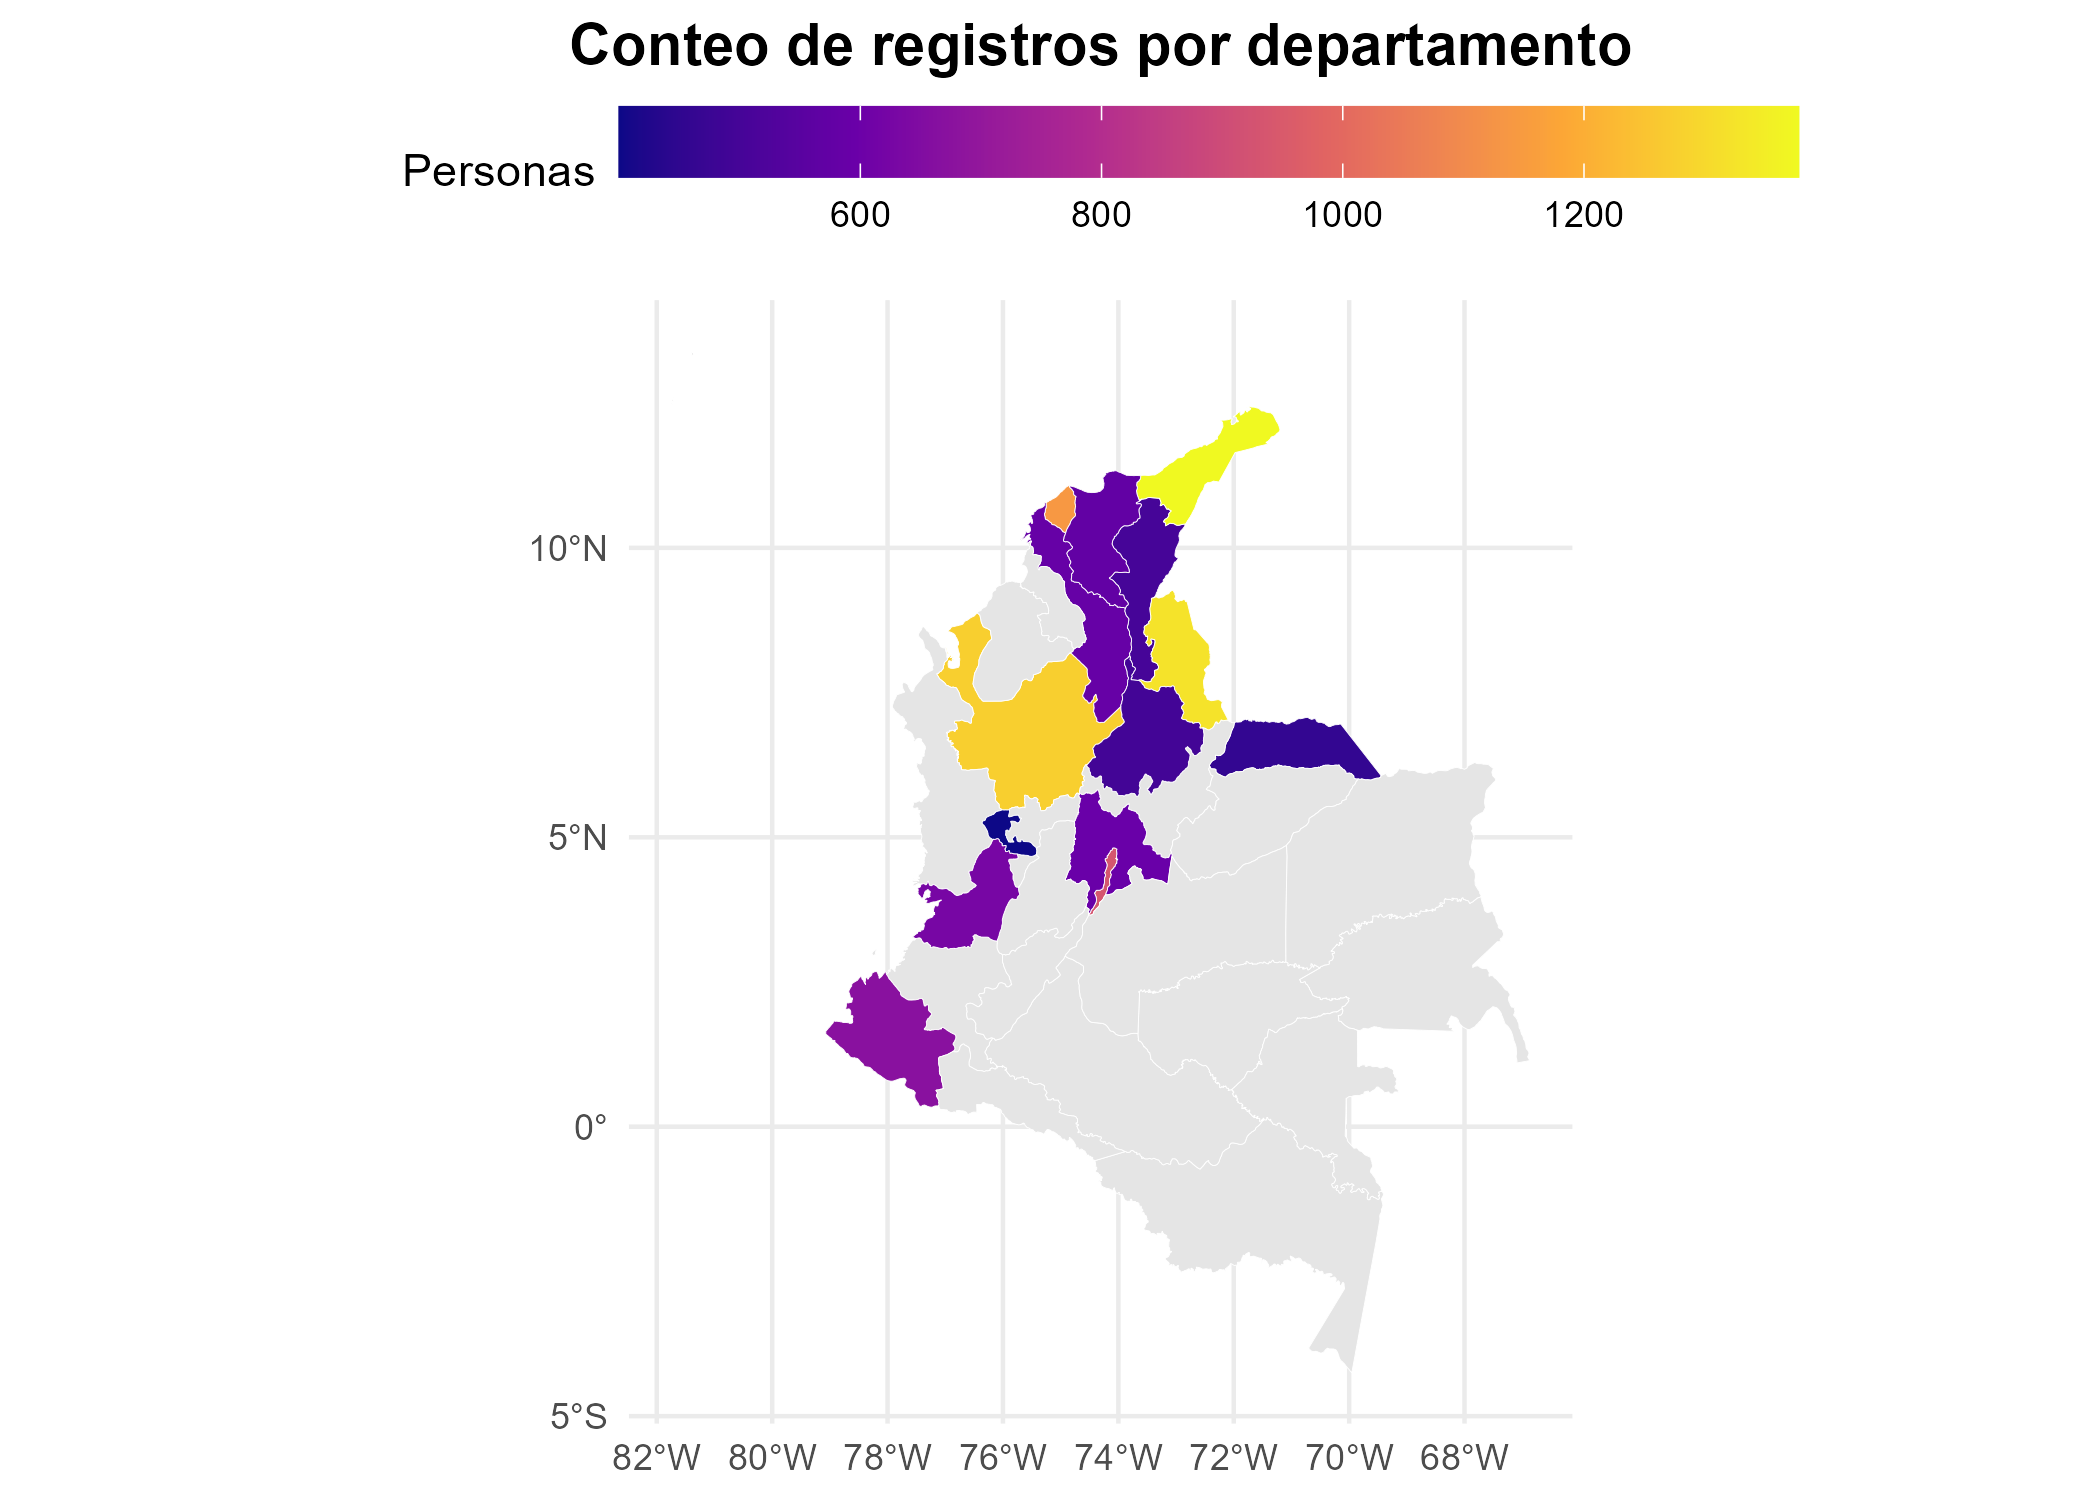 Conteo de registros por departamento
Personas
600 800 1000 1200
10°N
5°N
0°
5°S
82°W 80°W 78°W 76°W 74°W 72°W 70°W 68°W